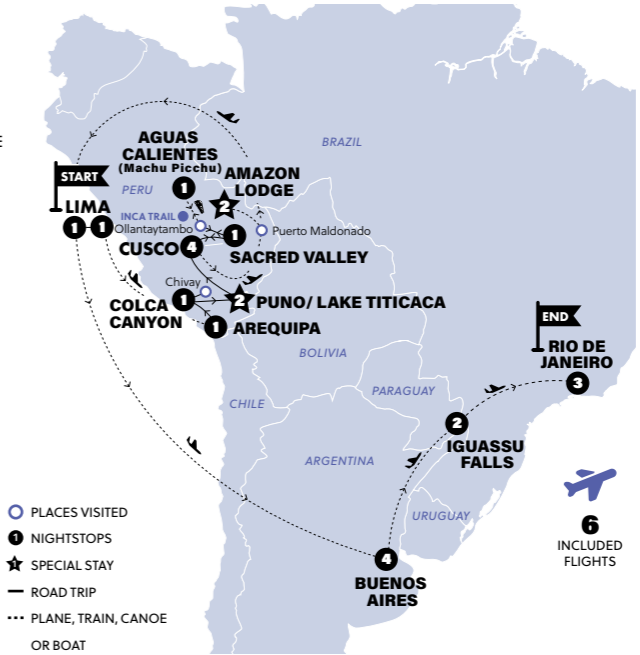 E
BRAZIL
AGUAS
CALIENTES
(Machu Picchu)
1
AMAZON
LODGE
2
START
PERU
LIMA
1 1
INCA TRAIL
Ollantaytambo
1
Puerto Maldonado
CUSCO 4
SACRED VALLEY
Chivay
COLCA
CANYON
1
2 PUNO/ LAKE TITICACA
1 AREQUIPA
END
RIO DE
JANEIRO
3
BOLIVIA
PARAGUAY
CHILE
2
IGUASSU
FALLS
ARGENTINA
URUGUAY
4
BUENOS
AIRES
6
INCLUDED
FLIGHTS
PLACES VISITED
1 NIGHTSTOPS
1 SPECIAL STAY
ROAD TRIP
PLANE, TRAIN, CANOE
OR BOAT